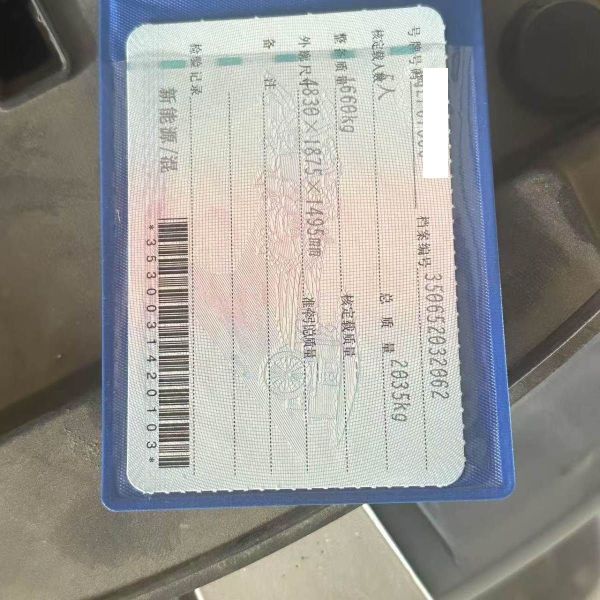 号牌号码 档案编号 350652032062
核定载人数 5人 总质量 2035kg
整备质量 1660kg 核定载质量
外廓尺寸 4830×1875×1495mm 准牵引总质量
备注
检验记录
新能源/混
*3530031420103*